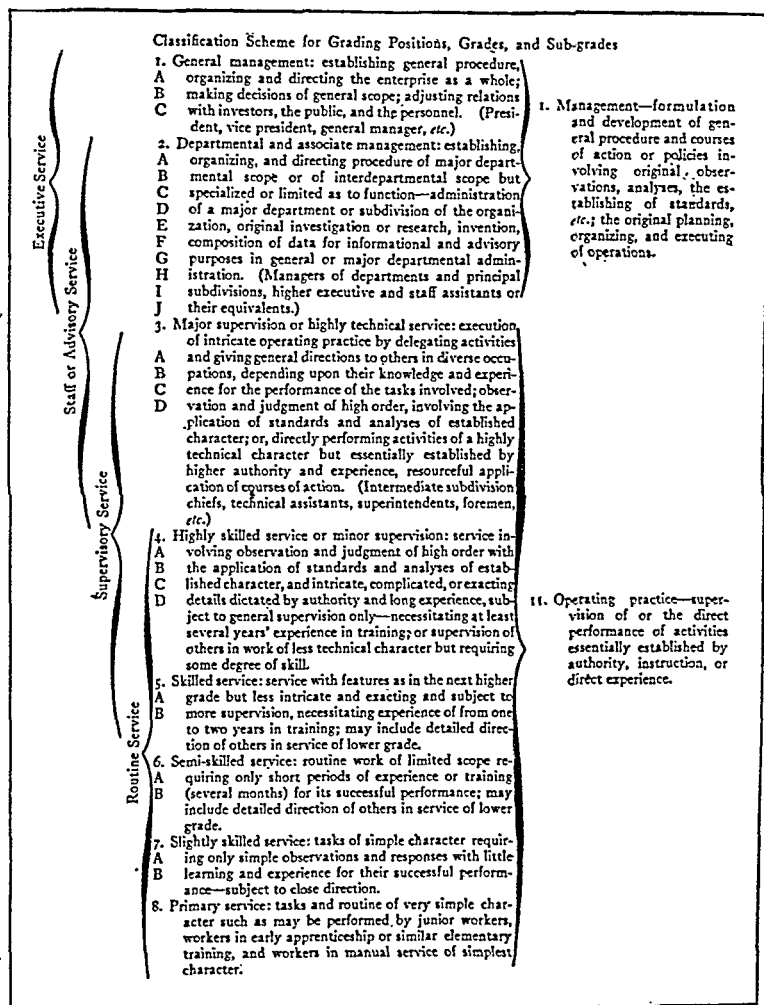 Classification Scheme for Grading Positions, Grades, and Sub-grades
Executive Service
Staff or Advisory Service
Supervisory Service
Routine Service
1. General management: establishing general procedure,
A organizing and directing the enterprise as a whole;
B making decisions of general scope; adjusting relations
C with investors, the public, and the personnel. (Presi-
dent, vice president, general manager, etc.)
2. Departmental and associate management: establishing,
A organizing, and directing procedure of major depart-
B mental scope or of interdepartmental scope but
C specialized or limited as to function—administration
D of a major department or subdivision of the organi-
E zation, original investigation or research, invention,
F composition of data for informational and advisory
G purposes in general or major departmental admin-
H istration. (Managers of departments and principal
I subdivisions, higher executive and staff assistants or
J their equivalents.)
3. Major supervision or highly technical service: execution
of intricate operating practice by delegating activities
A and giving general directions to others in diverse occu-
B pations, depending upon their knowledge and experi-
C ence for the performance of the tasks involved; obser-
D vation and judgment of high order, involving the ap-
plication of standards and analyses of established
character; or, directly performing activities of a highly
technical character but essentially established by
higher authority and experience, resourceful appli-
cation of courses of action. (Intermediate subdivision
chiefs, technical assistants, superintendents, foremen,
etc.)
4. Highly skilled service or minor supervision: service in-
A volving observation and judgment of high order with
B the application of standards and analyses of estab-
C lished character, and intricate, complicated, or exacting
D details dictated by authority and long experience, sub-
ject to general supervision only—necessitating at least
several years' experience in training; or supervision of
others in work of less technical character but requiring
some degree of skill.
5. Skilled service: service with features as in the next higher
A grade but less intricate and exacting and subject to
B more supervision, necessitating experience of from one
to two years in training; may include detailed direc-
tion of others in service of lower grade.
6. Semi-skilled service: routine work of limited scope re-
A quiring only short periods of experience or training
B (several months) for its successful performance; may
include detailed direction of others in service of lower
grade.
7. Slightly skilled service: tasks of simple character requir-
A ing only simple observations and responses with little
B learning and experience for their successful perform-
ance—subject to close direction.
8. Primary service: tasks and routine of very simple char-
acter such as may be performed by junior workers,
workers in early apprenticeship or similar elementary
training, and workers in manual service of simplest
character.
1. Management—formulation
and development of gen-
eral procedure and courses
of action or policies in-
volving original obser-
vations, analyses, the es-
tablishing of standards,
etc.; the original planning,
organizing, and executing
of operations.
11. Operating practice—super-
vision of or the direct
performance of activities
essentially established by
authority, instruction, or
direct experience.